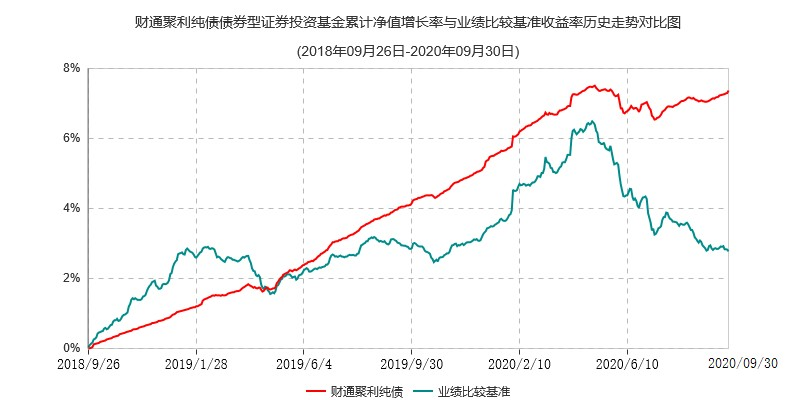 财通聚利纯债债券型证券投资基金累计净值增长率与业绩比较基准收益率历史走势对比图
(2018年09月26日-2020年09月30日)
8%
6%
4%
2%
0%
2018/9/26 2019/1/28 2019/6/4 2019/9/30 2020/2/10 2020/6/10 2020/09/30
财通聚利纯债 业绩比较基准